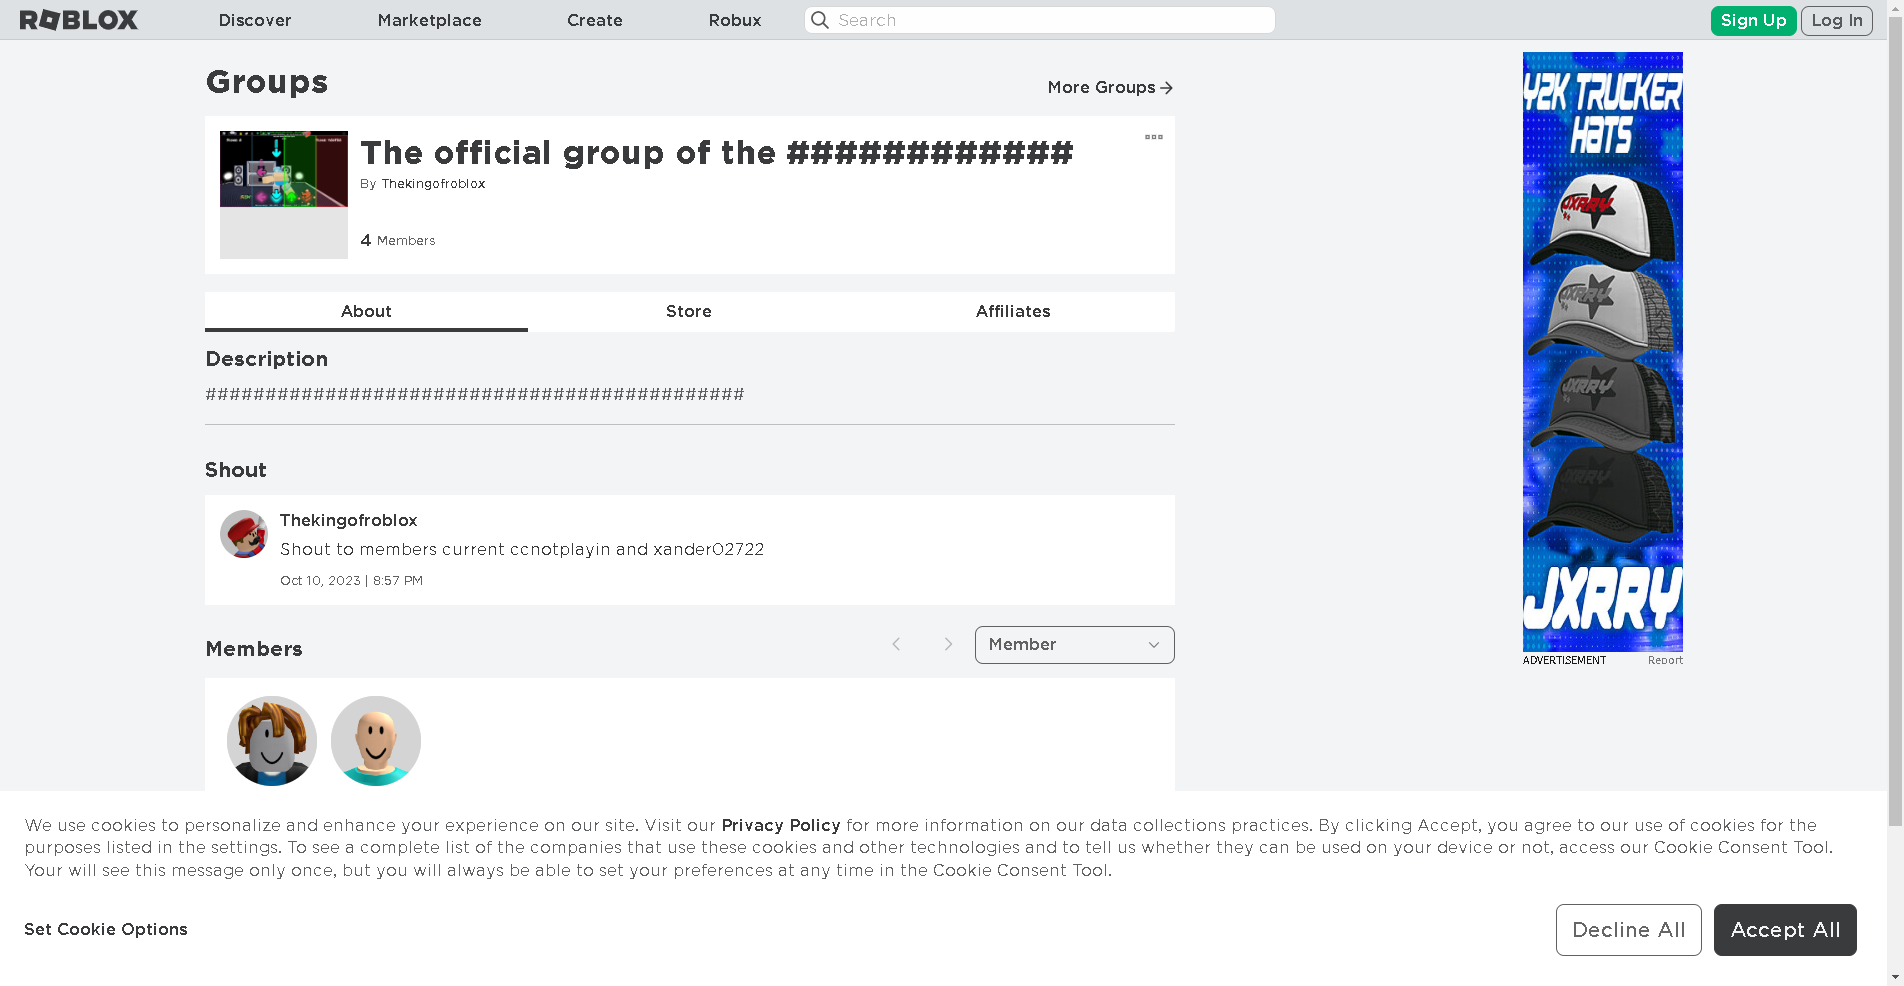 ROBLOX
Discover
Marketplace
Create
Robux
Search
Sign Up
Log In
Groups
More Groups
The official group of the ############
By Thekingofroblox
4 Members
About
Store
Affiliates
Description
#############################################
Shout
Thekingofroblox
Shout to members current ccnotplayin and xander02722
Oct 10, 2023 | 8:57 PM
Members
Member
Y2K TRUCKER
HATS
JXRRY
JXRRY
JXRRY
JXRRY
JXRRY
ADVERTISEMENT
Report
We use cookies to personalize and enhance your experience on our site. Visit our Privacy Policy for more information on our data collections practices. By clicking Accept, you agree to our use of cookies for the
purposes listed in the settings. To see a complete list of the companies that use these cookies and other technologies and to tell us whether they can be used on your device or not, access our Cookie Consent Tool.
Your will see this message only once, but you will always be able to set your preferences at any time in the Cookie Consent Tool.
Set Cookie Options
Decline All
Accept All